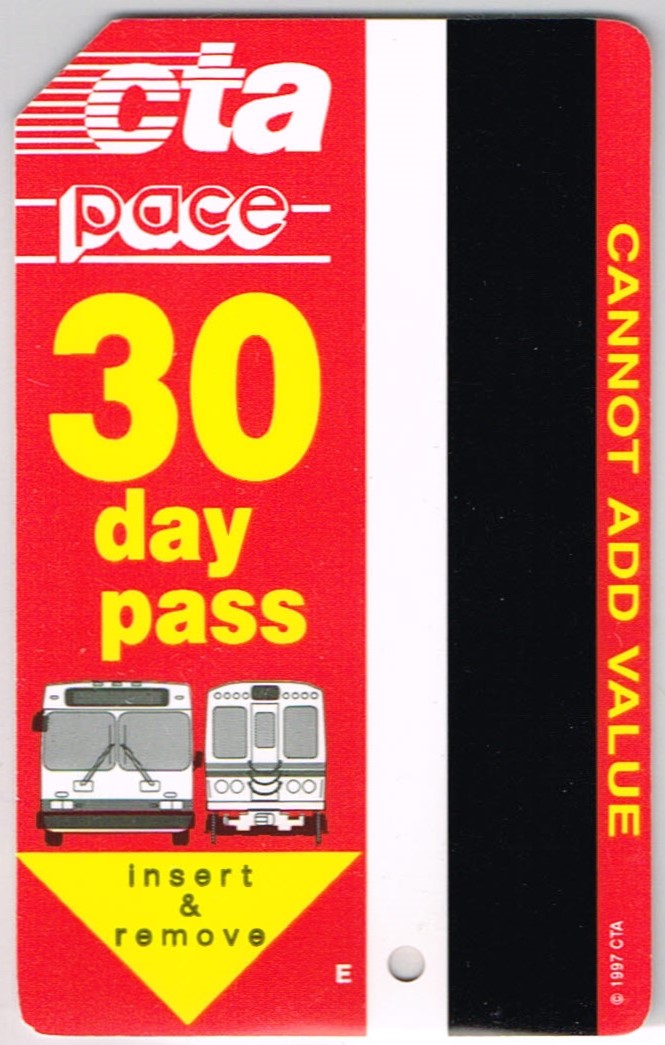 cta
pace
30
day
pass
insert
&
remove
E
CANNOT ADD VALUE
© 1997 CTA